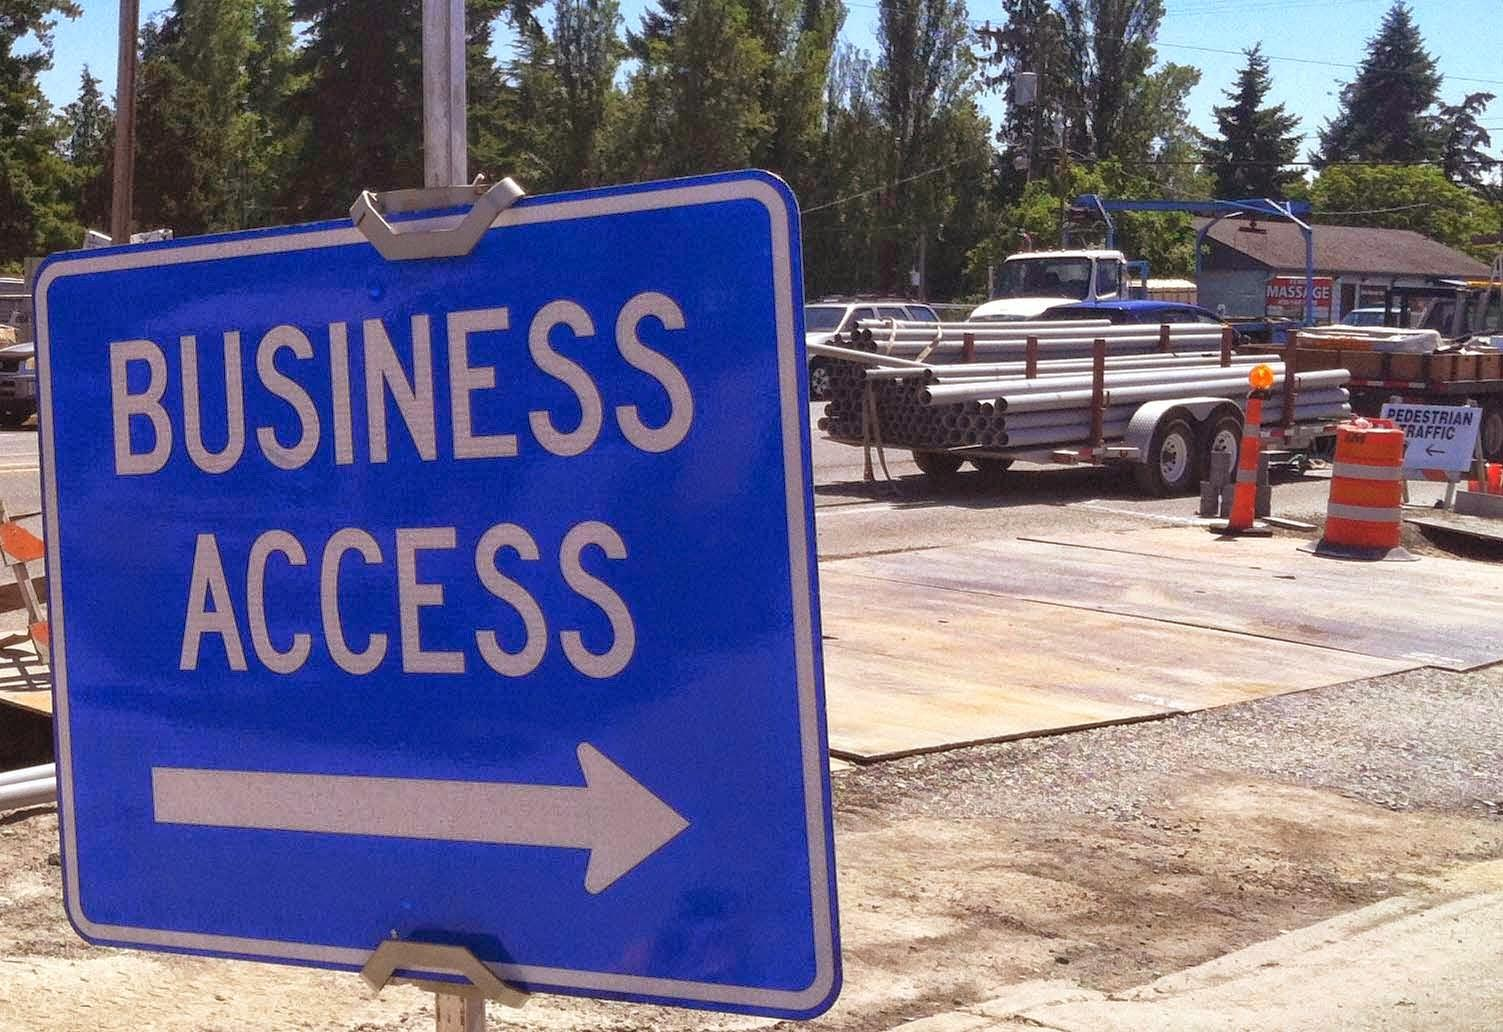 BUSINESS
ACCESS
MASSAGE
PEDESTRIAN
TRAFFIC